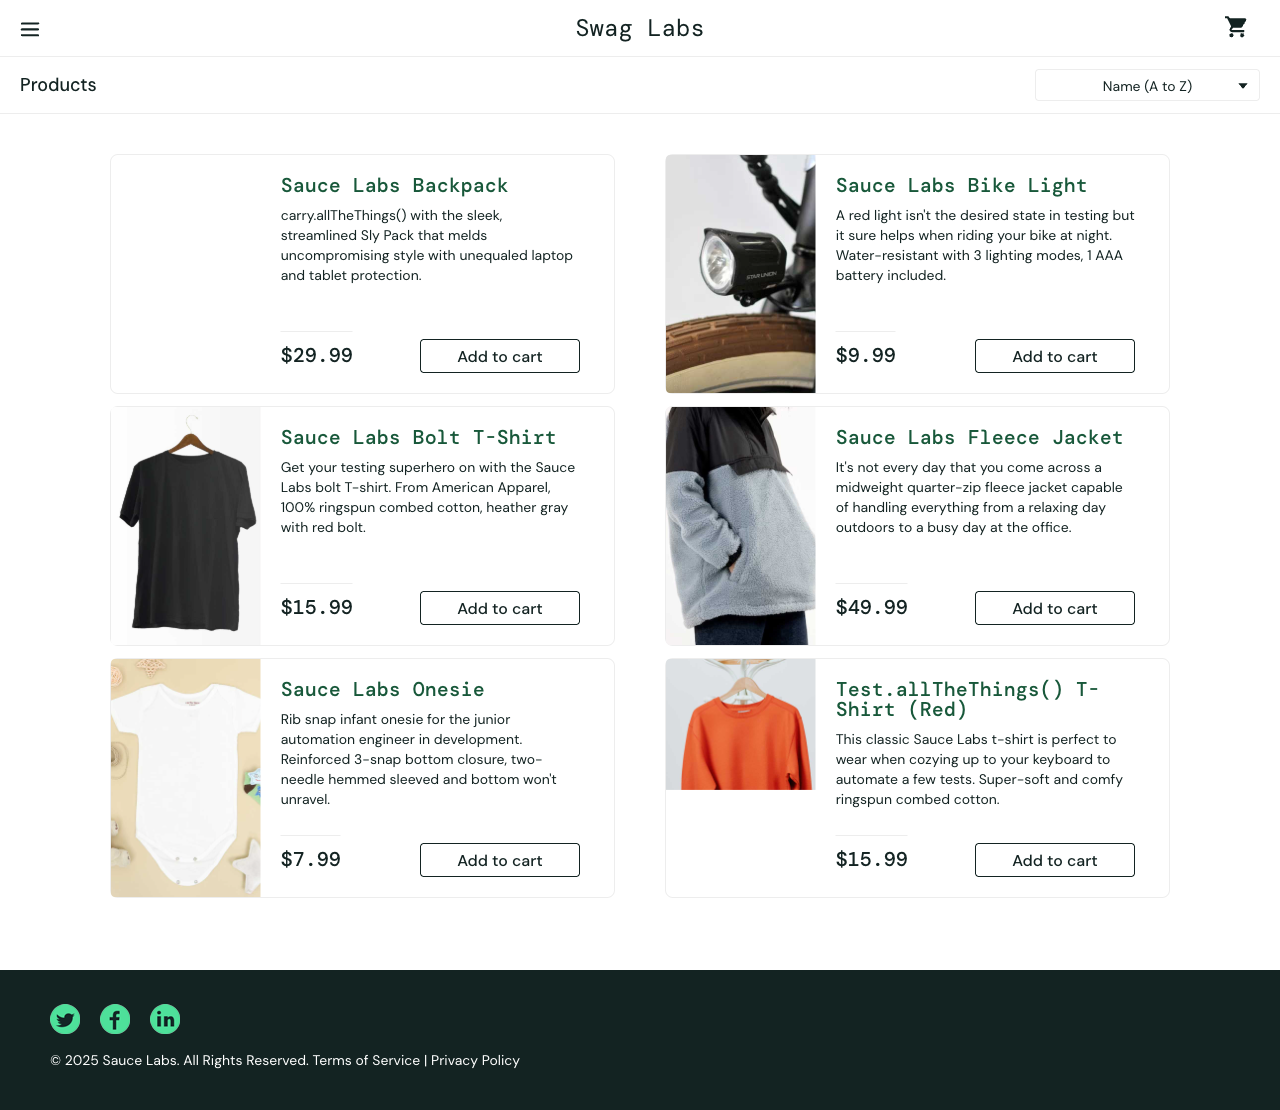 Swag Labs
Products
Name (A to Z)
Sauce Labs Backpack
carry.allTheThings() with the sleek,
streamlined Sly Pack that melds
uncompromising style with unequaled laptop
and tablet protection.
$29.99
Add to cart
Sauce Labs Bike Light
A red light isn't the desired state in testing but
it sure helps when riding your bike at night.
Water-resistant with 3 lighting modes, 1 AAA
battery included.
STAR UNION
$9.99
Add to cart
Sauce Labs Bolt T-Shirt
Get your testing superhero on with the Sauce
Labs bolt T-shirt. From American Apparel,
100% ringspun combed cotton, heather gray
with red bolt.
$15.99
Add to cart
Sauce Labs Fleece Jacket
It's not every day that you come across a
midweight quarter-zip fleece jacket capable
of handling everything from a relaxing day
outdoors to a busy day at the office.
$49.99
Add to cart
Sauce Labs Onesie
Rib snap infant onesie for the junior
automation engineer in development.
Reinforced 3-snap bottom closure, two-
needle hemmed sleeved and bottom won't
unravel.
$7.99
Add to cart
Test.allTheThings() T-
Shirt (Red)
This classic Sauce Labs t-shirt is perfect to
wear when cozying up to your keyboard to
automate a few tests. Super-soft and comfy
ringspun combed cotton.
$15.99
Add to cart
© 2025 Sauce Labs. All Rights Reserved. Terms of Service | Privacy Policy